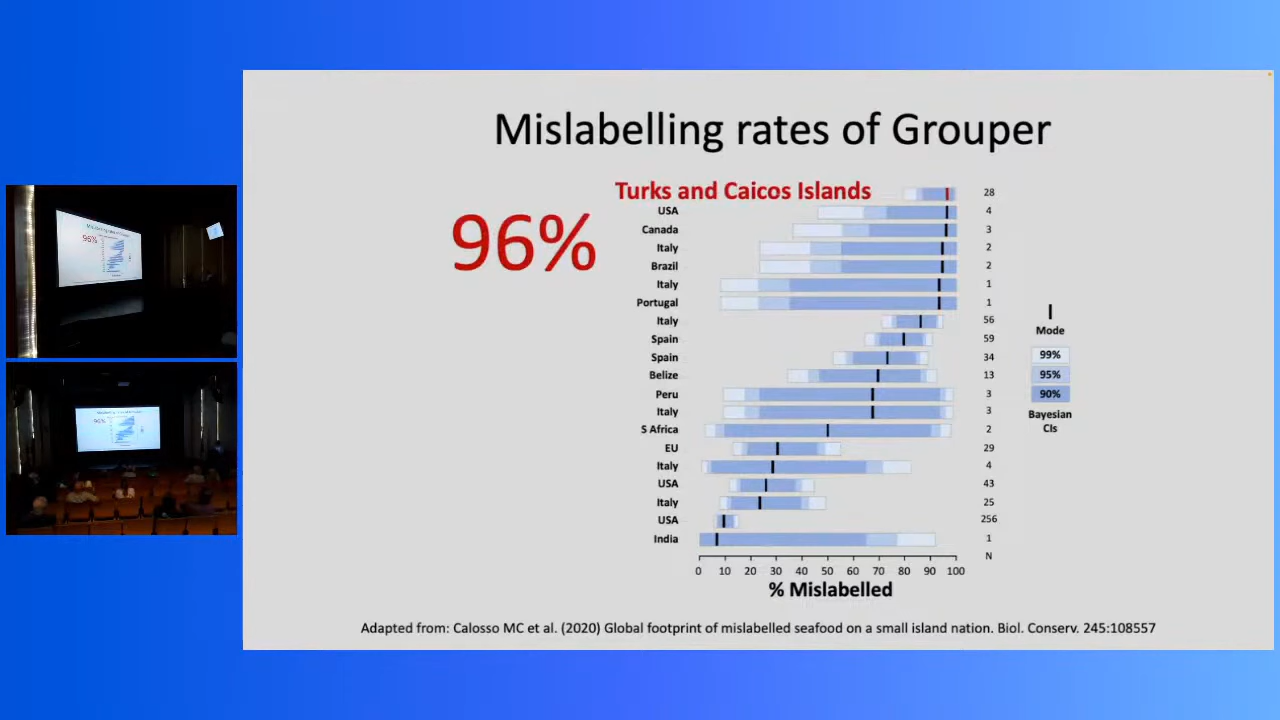 Mislabelling rates of Grouper
Turks and Caicos Islands 28
96%
USA 4
Canada 3
Italy 2
Brazil 2
Italy 1
Portugal 1
Italy 56
Spain 59
Spain 34
Belize 13
Peru 3
Italy 3
S Africa 2
EU 29
Italy 4
USA 43
Italy 25
USA 256
India 1
N
0 10 20 30 40 50 60 70 80 90 100
% Mislabelled
Mode
99%
95%
90%
Bayesian
CIs
Adapted from: Calosso MC et al. (2020) Global footprint of mislabelled seafood on a small island nation. Biol. Conserv. 245:108557
96%
96%